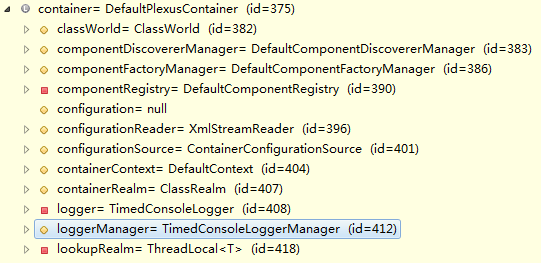 container= DefaultPlexusContainer (id=375)
classWorld= ClassWorld (id=382)
componentDiscovererManager= DefaultComponentDiscovererManager (id=383)
componentFactoryManager= DefaultComponentFactoryManager (id=386)
componentRegistry= DefaultComponentRegistry (id=390)
configuration= null
configurationReader= XmlStreamReader (id=396)
configurationSource= ContainerConfigurationSource (id=401)
containerContext= DefaultContext (id=404)
containerRealm= ClassRealm (id=407)
logger= TimedConsoleLogger (id=408)
loggerManager= TimedConsoleLoggerManager (id=412)
lookupRealm= ThreadLocal<T> (id=418)